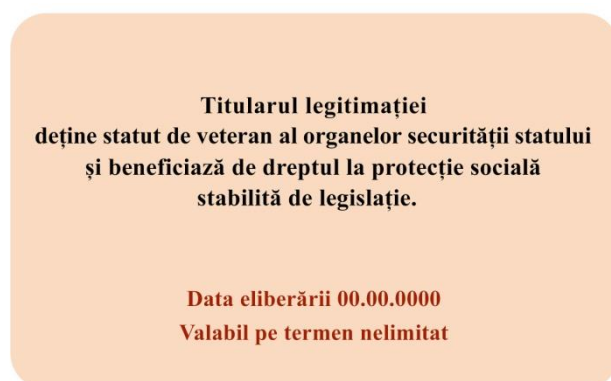 Titularul legitimației
deține statut de veteran al organelor securității statului
și beneficiază de dreptul la protecție socială
stabilită de legislație.
Data eliberării 00.00.0000
Valabil pe termen nelimitat